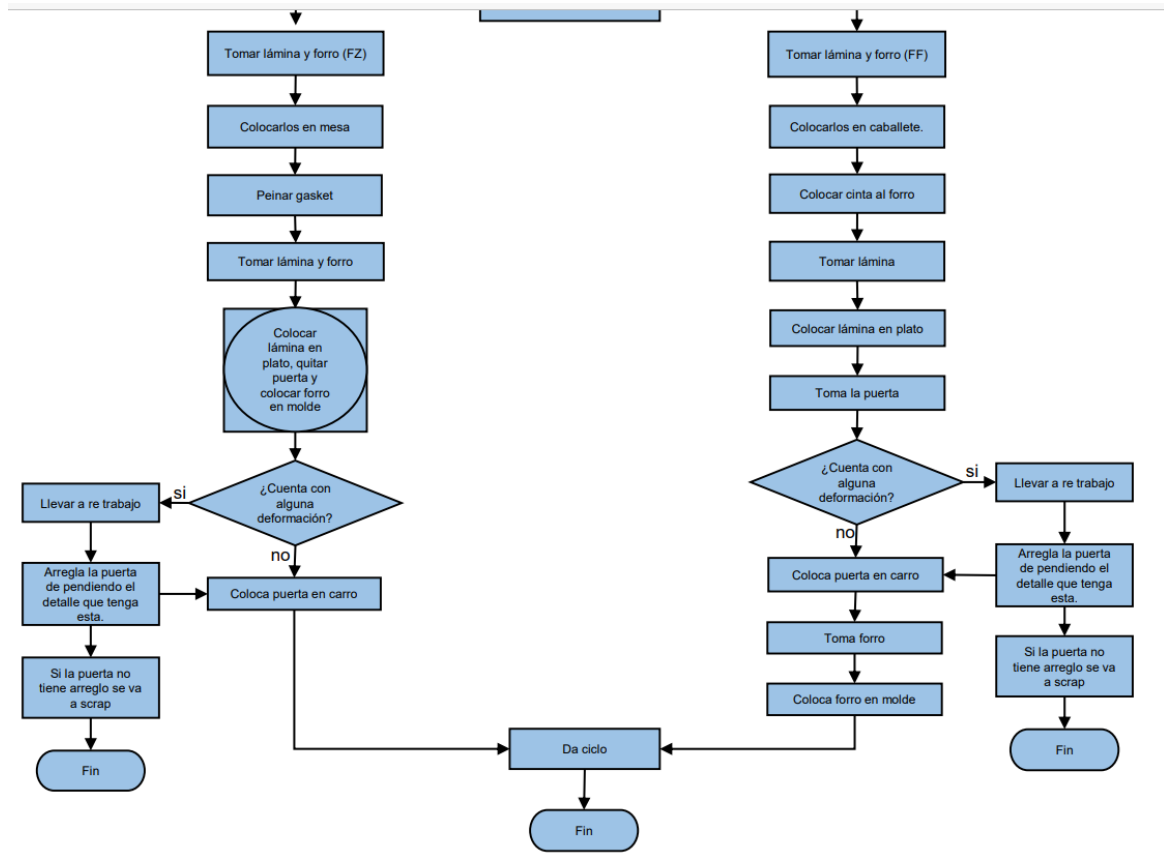 Tomar lámina y forro (FZ)
Colocarlos en mesa
Peinar gasket
Tomar lámina y forro
Colocar
lámina en
plato, quitar
puerta y
colocar forro
en molde
¿Cuenta con
alguna
deformación?
si
no
Llevar a re trabajo
Arregla la puerta
de pendiendo el
detalle que tenga
esta.
Si la puerta no
tiene arreglo se va
a scrap
Fin
Coloca puerta en carro
Tomar lámina y forro (FF)
Colocarlos en caballete.
Colocar cinta al forro
Tomar lámina
Colocar lámina en plato
Toma la puerta
¿Cuenta con
alguna
deformación?
si
no
Llevar a re trabajo
Arregla la puerta
de pendiendo el
detalle que tenga
esta.
Si la puerta no
tiene arreglo se va
a scrap
Fin
Coloca puerta en carro
Toma forro
Coloca forro en molde
Da ciclo
Fin